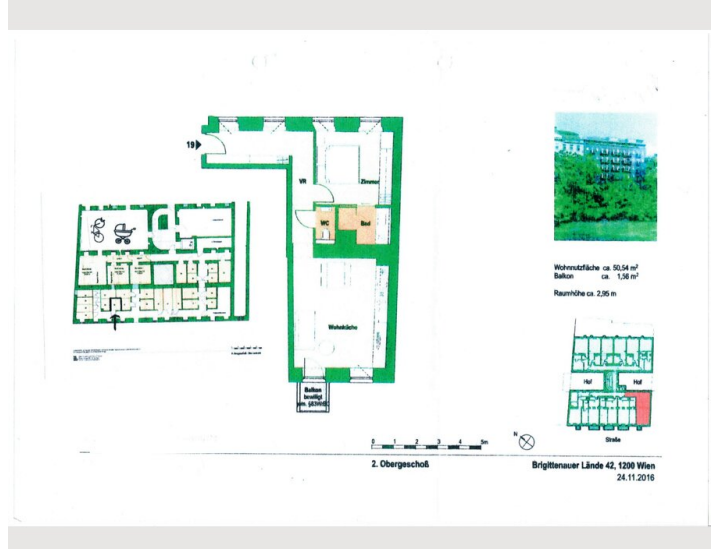 19
VR
Zimmer
WC
Bad
Wohnküche
Balkon
bewilligt
Wohnnutzfläche ca. 50,54 m²
Balkon ca. 1,56 m²
Raumhöhe ca. 2,95 m
Hof
Hof
Straße
N
0 1 2 3 4 5m
2. Obergeschoß
Brigittenauer Lände 42, 1200 Wien
24.11.2016